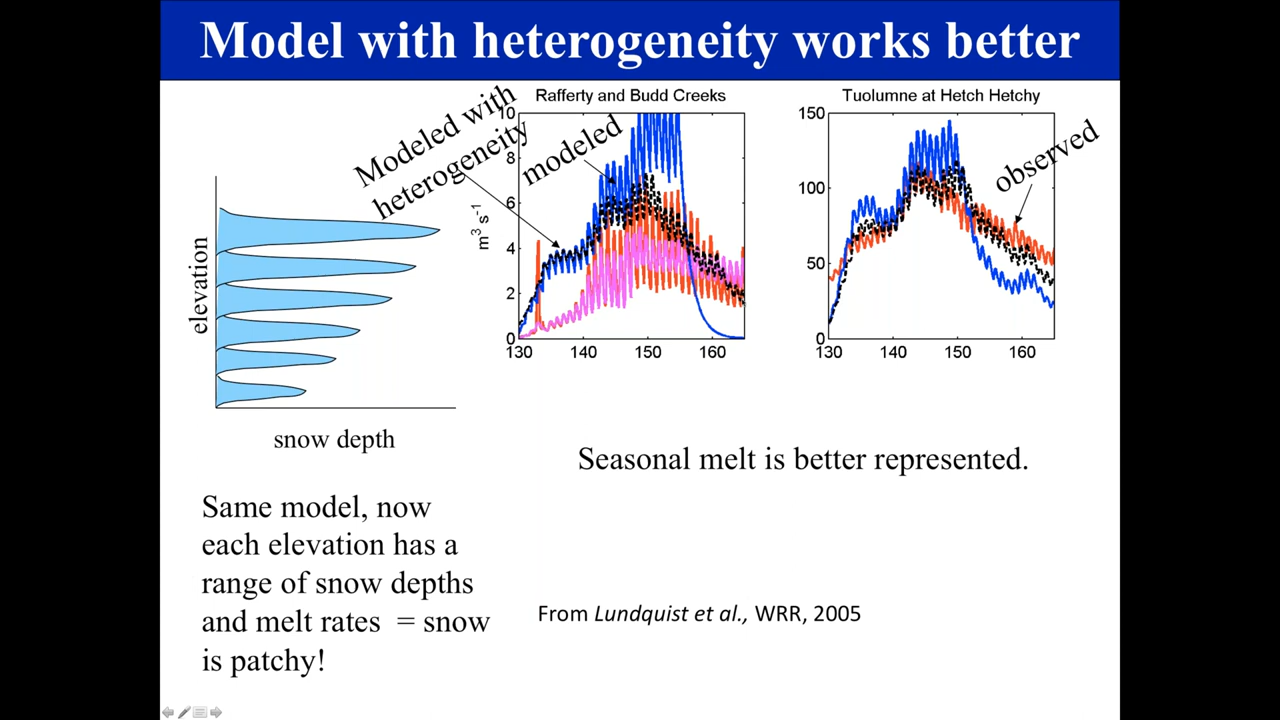 Model with heterogeneity works better
Modeled with
heterogeneity
modeled
Rafferty and Budd Creeks
10
8
6
4
2
0
m³ s⁻¹
130 140 150 160
Tuolumne at Hetch Hetchy
150
100
50
0
130 140 150 160
observed
elevation
snow depth
Seasonal melt is better represented.
Same model, now
each elevation has a
range of snow depths
and melt rates = snow
is patchy!
From Lundquist et al., WRR, 2005